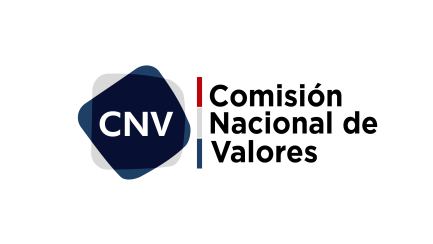 CNV
Comisión
Nacional de
Valores